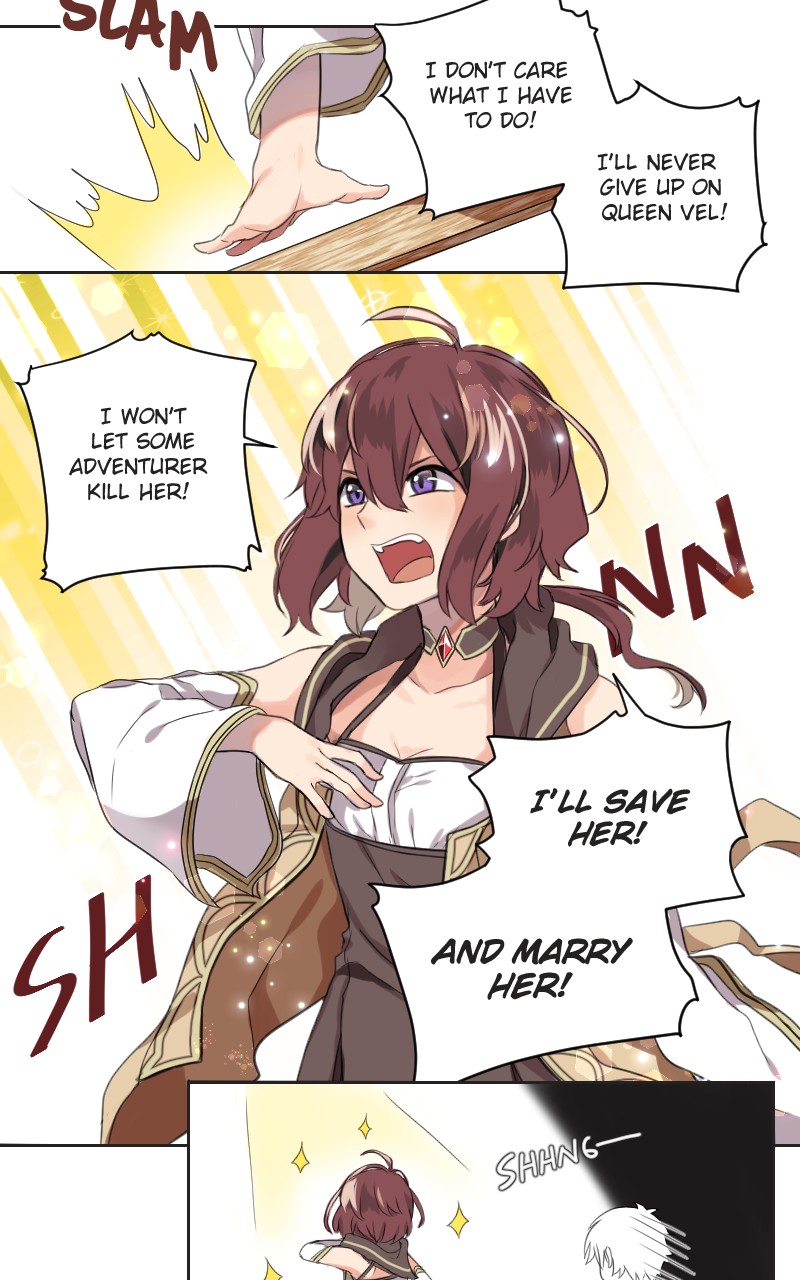 SLAM
I DON'T CARE
WHAT I HAVE
TO DO!
I'LL NEVER
GIVE UP ON
QUEEN VEL!
I WON'T
LET SOME
ADVENTURER
KILL HER!
SH
NN
I'LL SAVE
HER!
AND MARRY
HER!
SHHNG